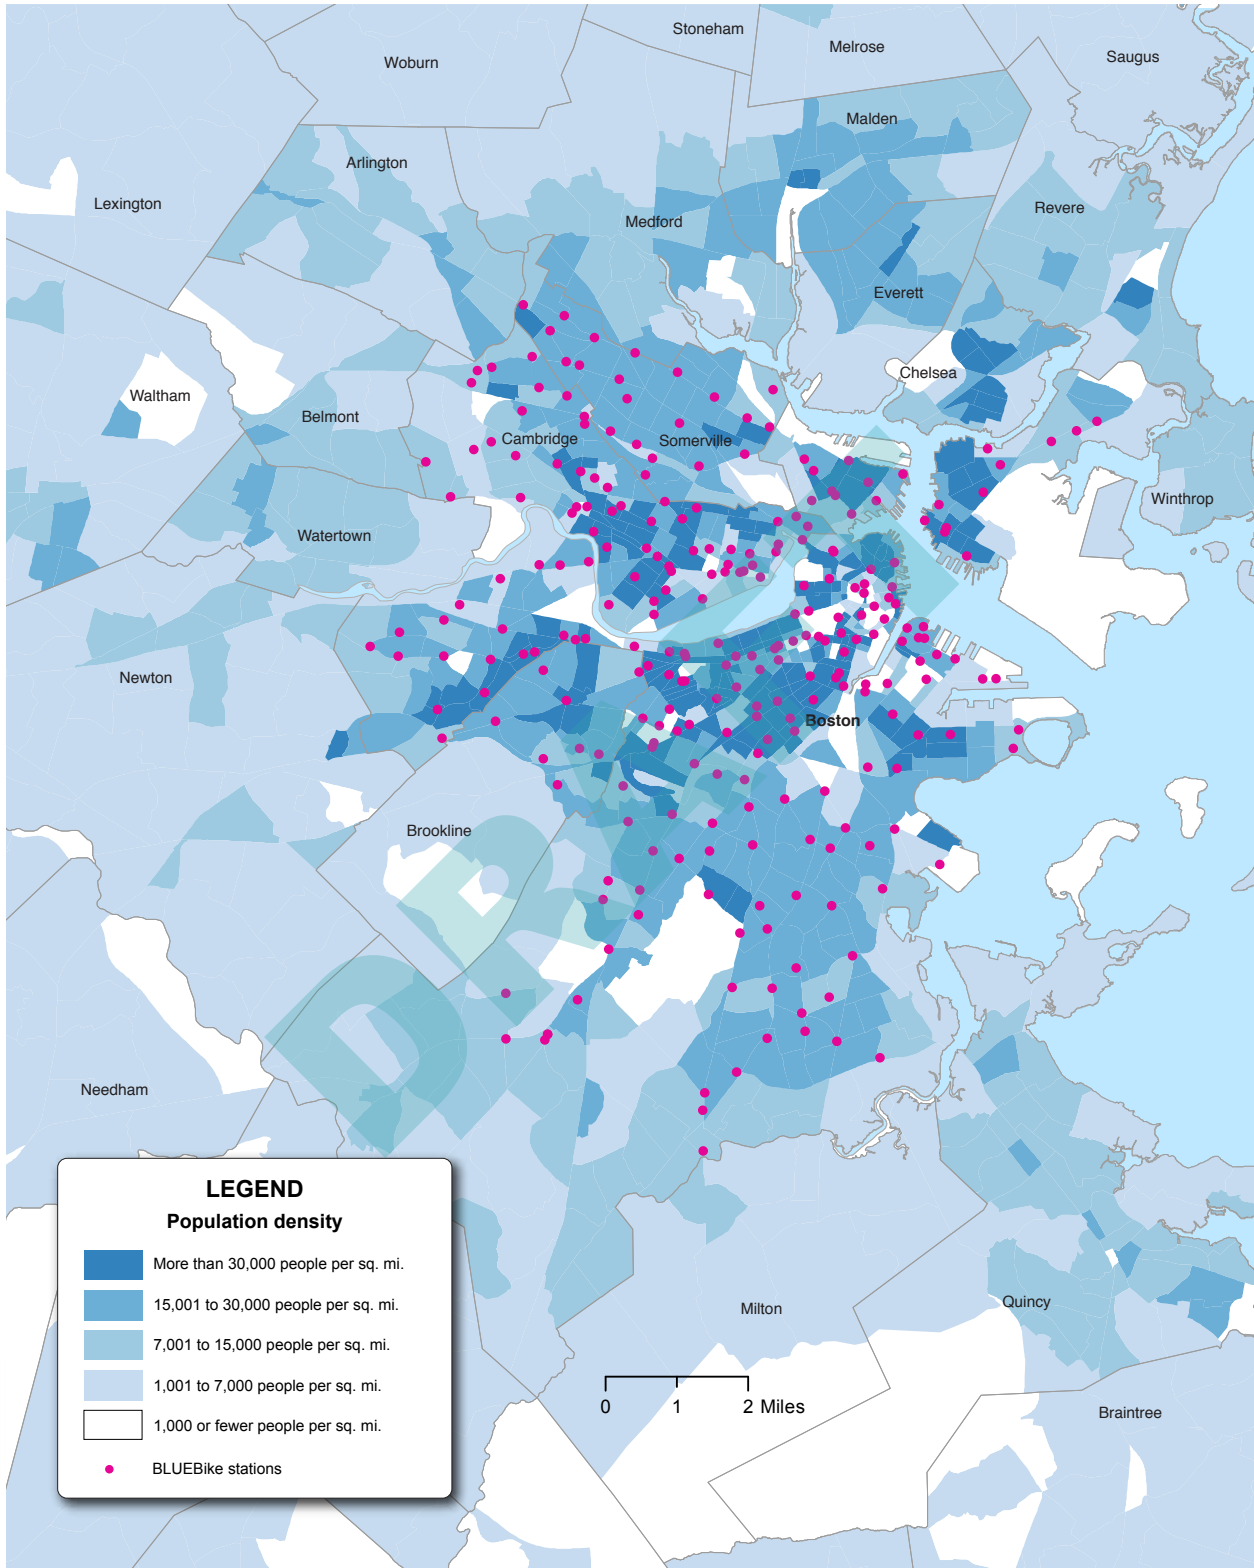 Stoneham
Melrose
Saugus
Woburn
Malden
Arlington
Lexington
Revere
Medford
Everett
Chelsea
Waltham
Belmont
Cambridge
Somerville
Winthrop
Watertown
Newton
Boston
Brookline
Needham
Milton
Quincy
Braintree
LEGEND
Population density
More than 30,000 people per sq. mi.
15,001 to 30,000 people per sq. mi.
7,001 to 15,000 people per sq. mi.
1,001 to 7,000 people per sq. mi.
1,000 or fewer people per sq. mi.
BLUEBike stations
0 1 2 Miles
DRAFT